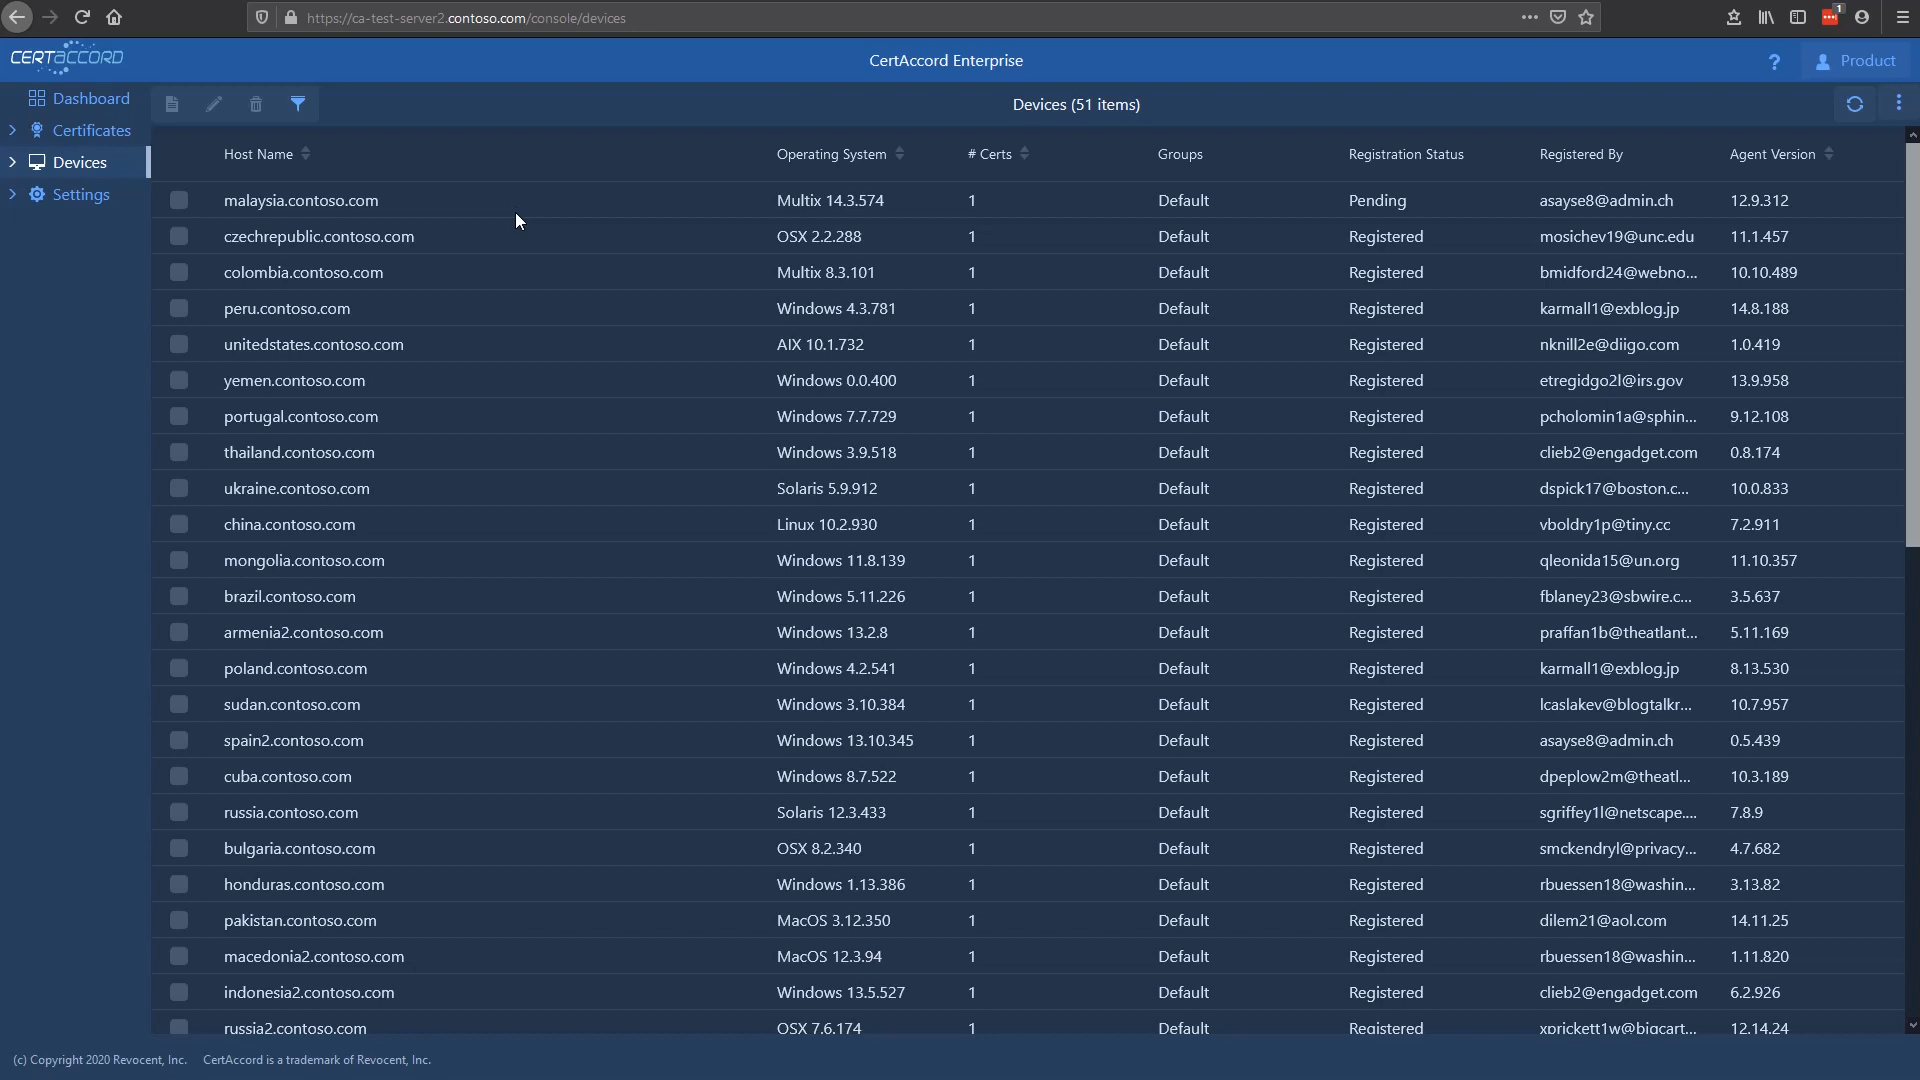 https://ca-test-server2.contoso.com/console/devices
1
CERTACCORD
CertAccord Enterprise
? Product
Dashboard
Certificates
Devices
Settings
Devices (51 items)
Host Name Operating System # Certs Groups Registration Status Registered By Agent Version
malaysia.contoso.com Multix 14.3.574 1 Default Pending asayse8@admin.ch 12.9.312
czechrepublic.contoso.com OSX 2.2.288 1 Default Registered mosichev19@unc.edu 11.1.457
colombia.contoso.com Multix 8.3.101 1 Default Registered bmidford24@webno... 10.10.489
peru.contoso.com Windows 4.3.781 1 Default Registered karmall1@exblog.jp 14.8.188
unitedstates.contoso.com AIX 10.1.732 1 Default Registered nknill2e@diigo.com 1.0.419
yemen.contoso.com Windows 0.0.400 1 Default Registered etregidgo2l@irs.gov 13.9.958
portugal.contoso.com Windows 7.7.729 1 Default Registered pcholomin1a@sphin... 9.12.108
thailand.contoso.com Windows 3.9.518 1 Default Registered clieb2@engadget.com 0.8.174
ukraine.contoso.com Solaris 5.9.912 1 Default Registered dspick17@boston.c... 10.0.833
china.contoso.com Linux 10.2.930 1 Default Registered vboldry1p@tiny.cc 7.2.911
mongolia.contoso.com Windows 11.8.139 1 Default Registered qleonida15@un.org 11.10.357
brazil.contoso.com Windows 5.11.226 1 Default Registered fblaney23@sbwire.c... 3.5.637
armenia2.contoso.com Windows 13.2.8 1 Default Registered praffan1b@theatlant... 5.11.169
poland.contoso.com Windows 4.2.541 1 Default Registered karmall1@exblog.jp 8.13.530
sudan.contoso.com Windows 3.10.384 1 Default Registered lcaslakev@blogtalkr... 10.7.957
spain2.contoso.com Windows 13.10.345 1 Default Registered asayse8@admin.ch 0.5.439
cuba.contoso.com Windows 8.7.522 1 Default Registered dpeplow2m@theatl... 10.3.189
russia.contoso.com Solaris 12.3.433 1 Default Registered sgriffey1l@netscape.... 7.8.9
bulgaria.contoso.com OSX 8.2.340 1 Default Registered smckendryl@privacy... 4.7.682
honduras.contoso.com Windows 1.13.386 1 Default Registered rbuessen18@washin... 3.13.82
pakistan.contoso.com MacOS 3.12.350 1 Default Registered dilem21@aol.com 14.11.25
macedonia2.contoso.com MacOS 12.3.94 1 Default Registered rbuessen18@washin... 1.11.820
indonesia2.contoso.com Windows 13.5.527 1 Default Registered clieb2@engadget.com 6.2.926
russia2.contoso.com OSX 7.6.174 1 Default Registered xprickett1w@bigcart... 12.14.24
(c) Copyright 2020 Revocent, Inc. CertAccord is a trademark of Revocent, Inc.